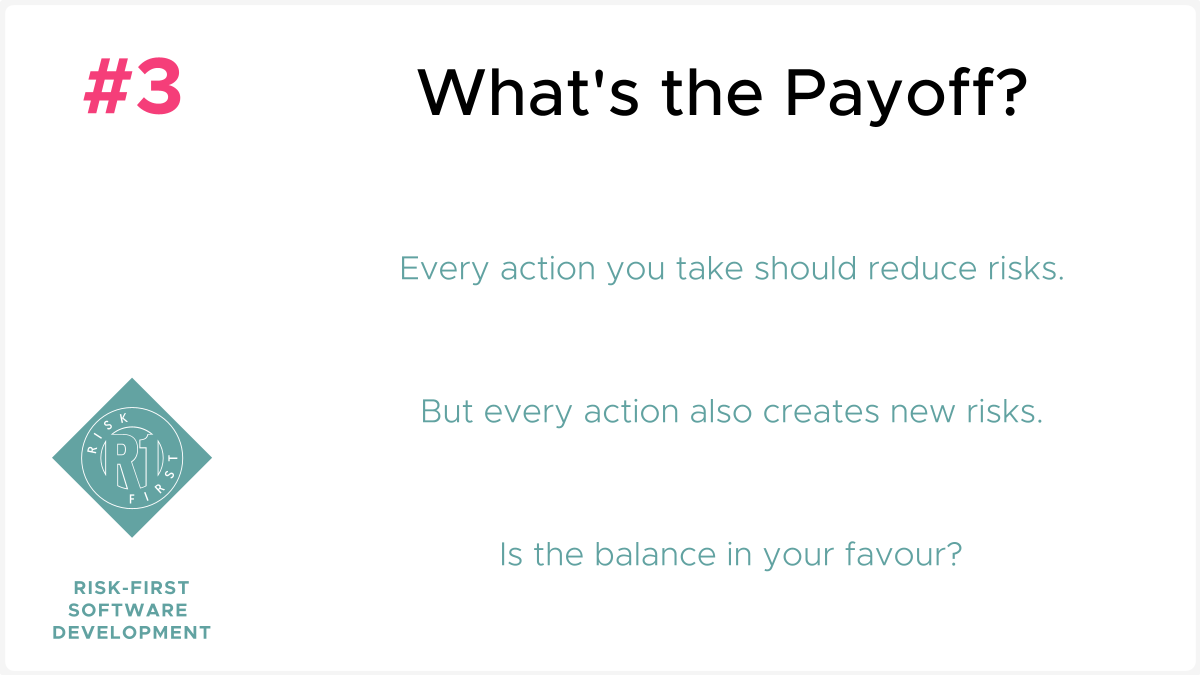 #3
What's the Payoff?
Every action you take should reduce risks.
But every action also creates new risks.
Is the balance in your favour?
RISK
R1
FIRST
RISK-FIRST
SOFTWARE
DEVELOPMENT